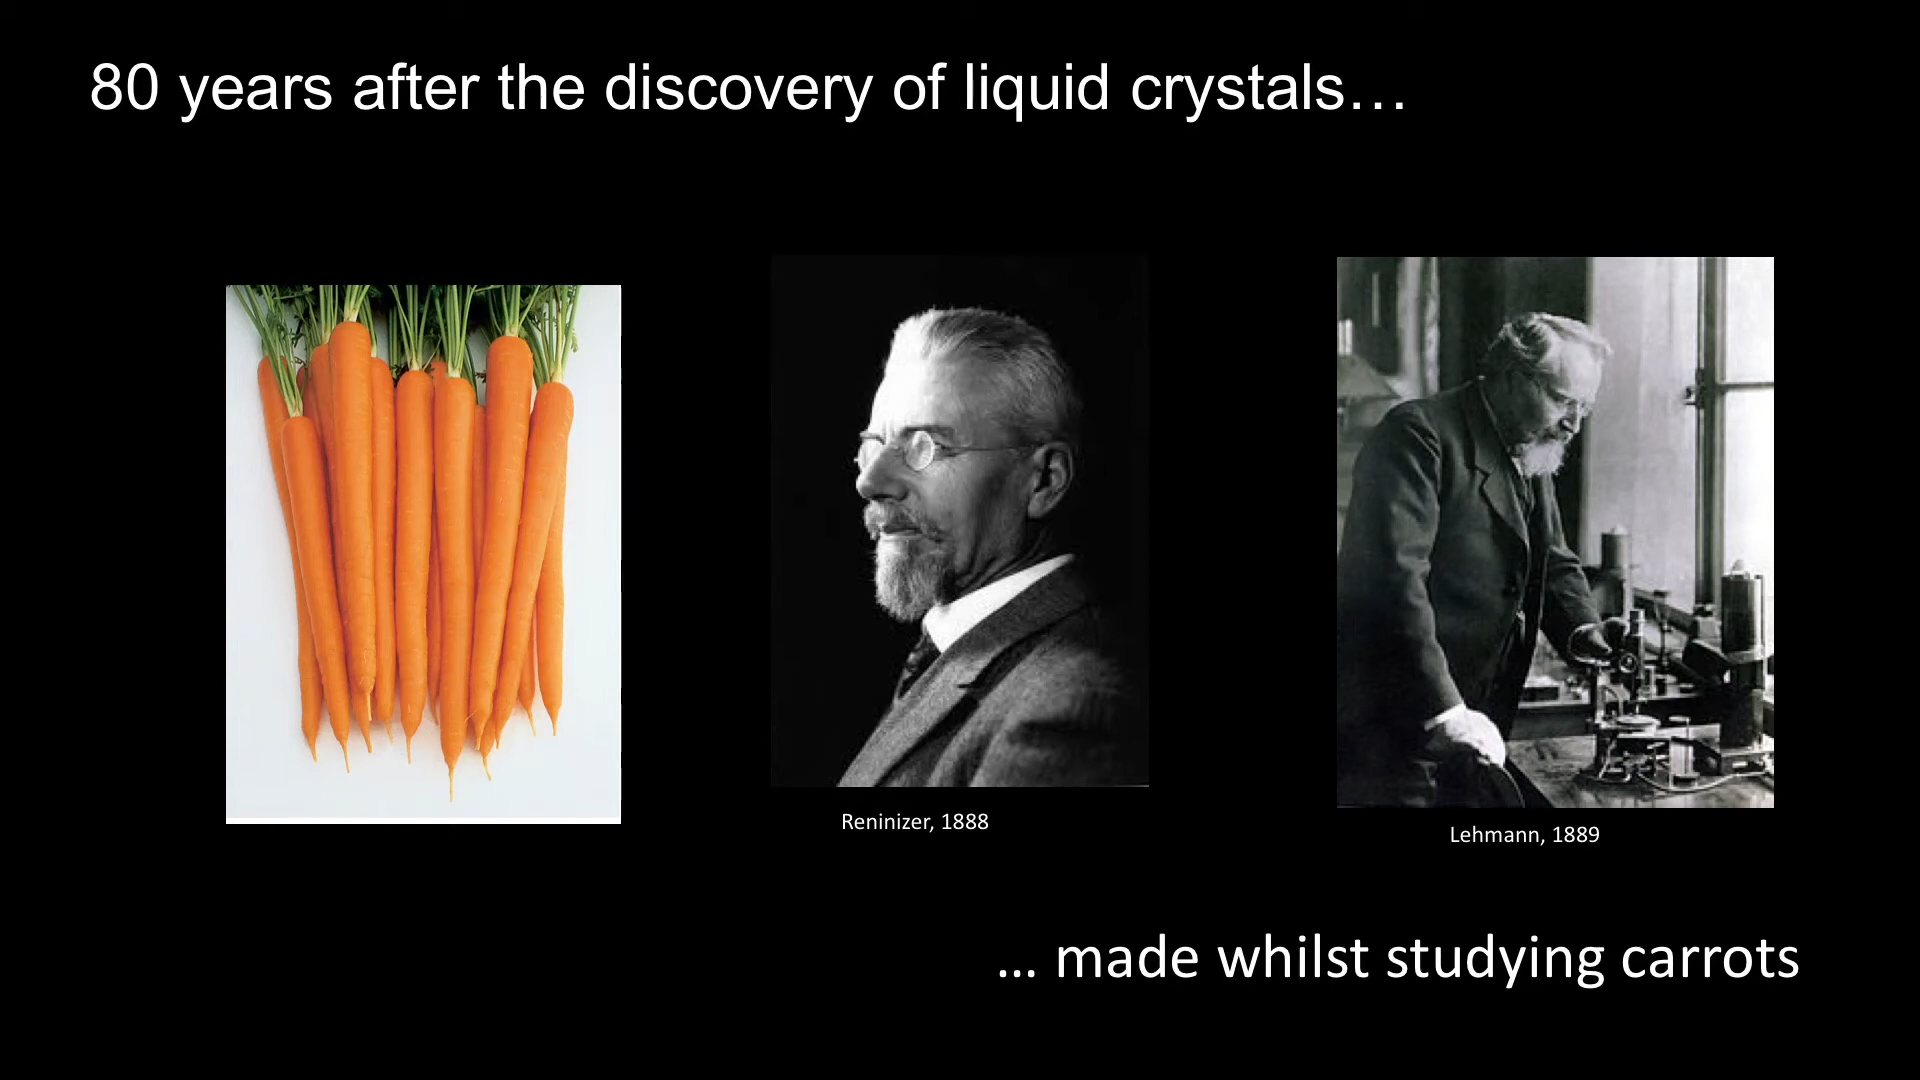 80 years after the discovery of liquid crystals…
Reninizer, 1888
Lehmann, 1889
… made whilst studying carrots